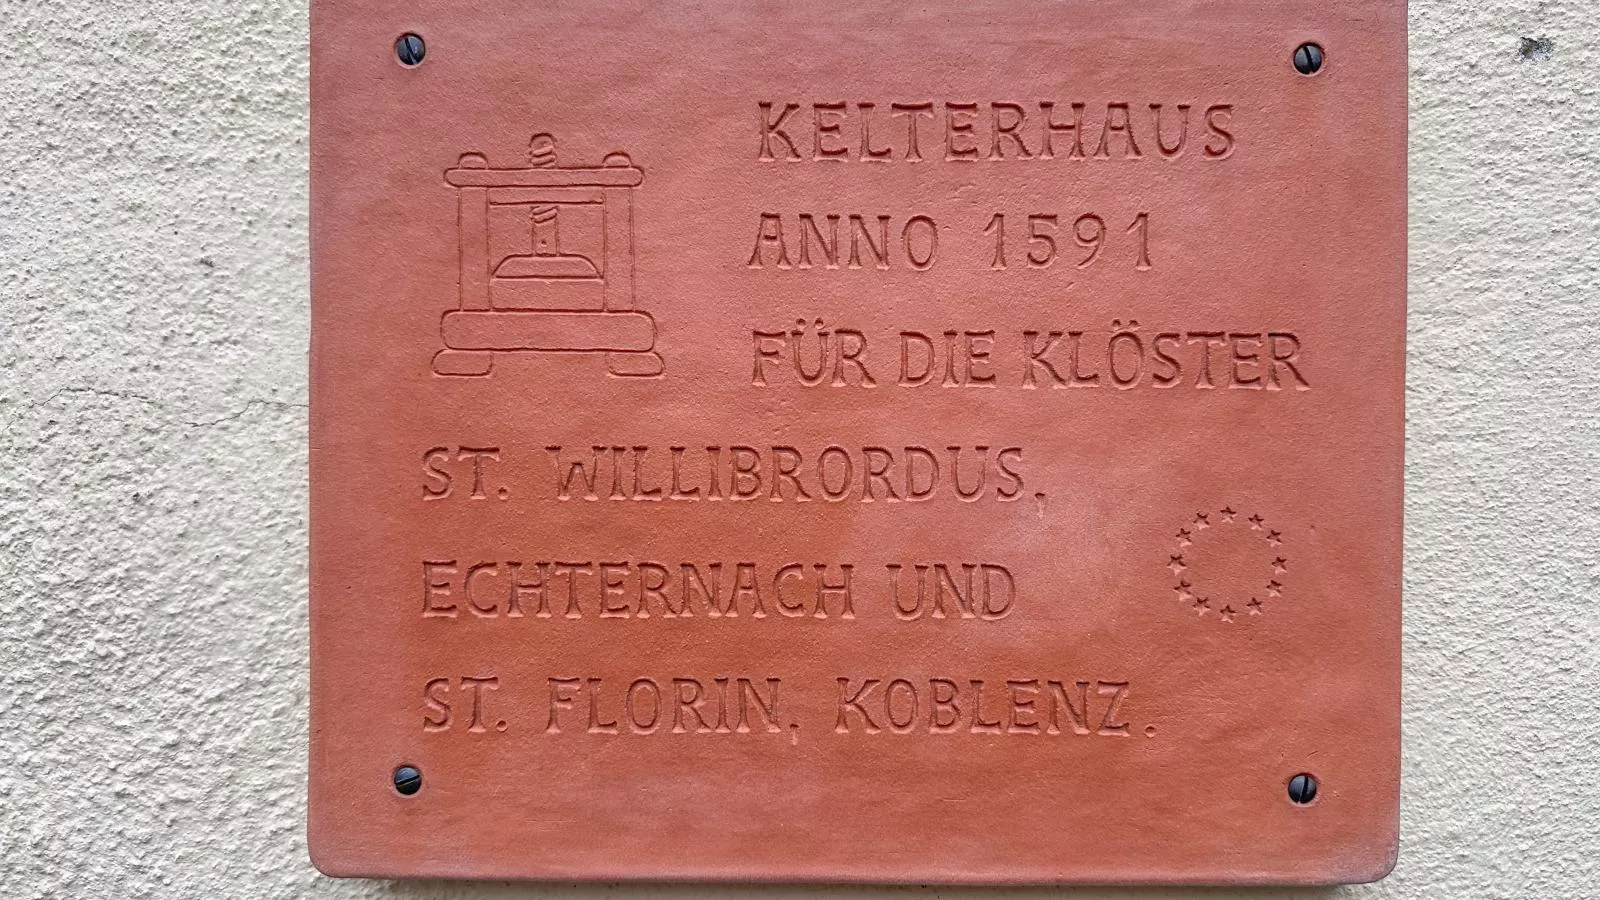 KELTERHAUS
ANNO 1591
FÜR DIE KLÖSTER
ST. WILLIBRORDUS,
ECHTERNACH UND
ST. FLORIN, KOBLENZ.